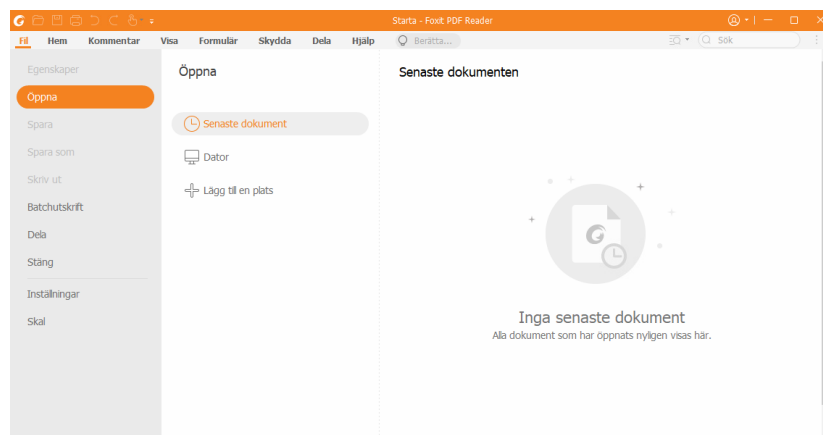 Starta - Foxit PDF Reader
Fil Hem Kommentar Visa Formulär Skydda Dela Hjälp Berätta... Sök
Egenskaper
Öppna
Spara
Spara som
Skriv ut
Batchutskrift
Dela
Stäng
Inställningar
Skal
Öppna
Senaste dokument
Dator
Lägg till en plats
Senaste dokumenten
Inga senaste dokument
Alla dokument som har öppnats nyligen visas här.